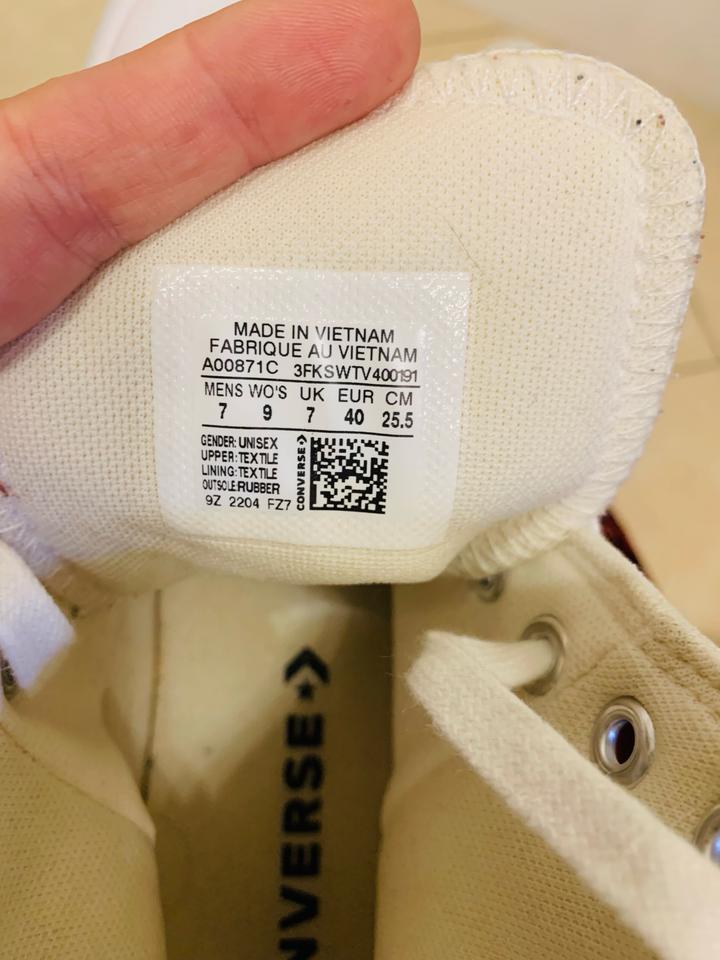 MADE IN VIETNAM
FABRIQUE AU VIETNAM
A00871C 3FKSWTV400191
MENS WO'S UK EUR CM
7 9 7 40 25.5
GENDER: UNISEX
UPPER: TEXTILE
LINING: TEXTILE
OUTSOLE:RUBBER
9Z 2204 FZ7
CONVERSE
NVERSE